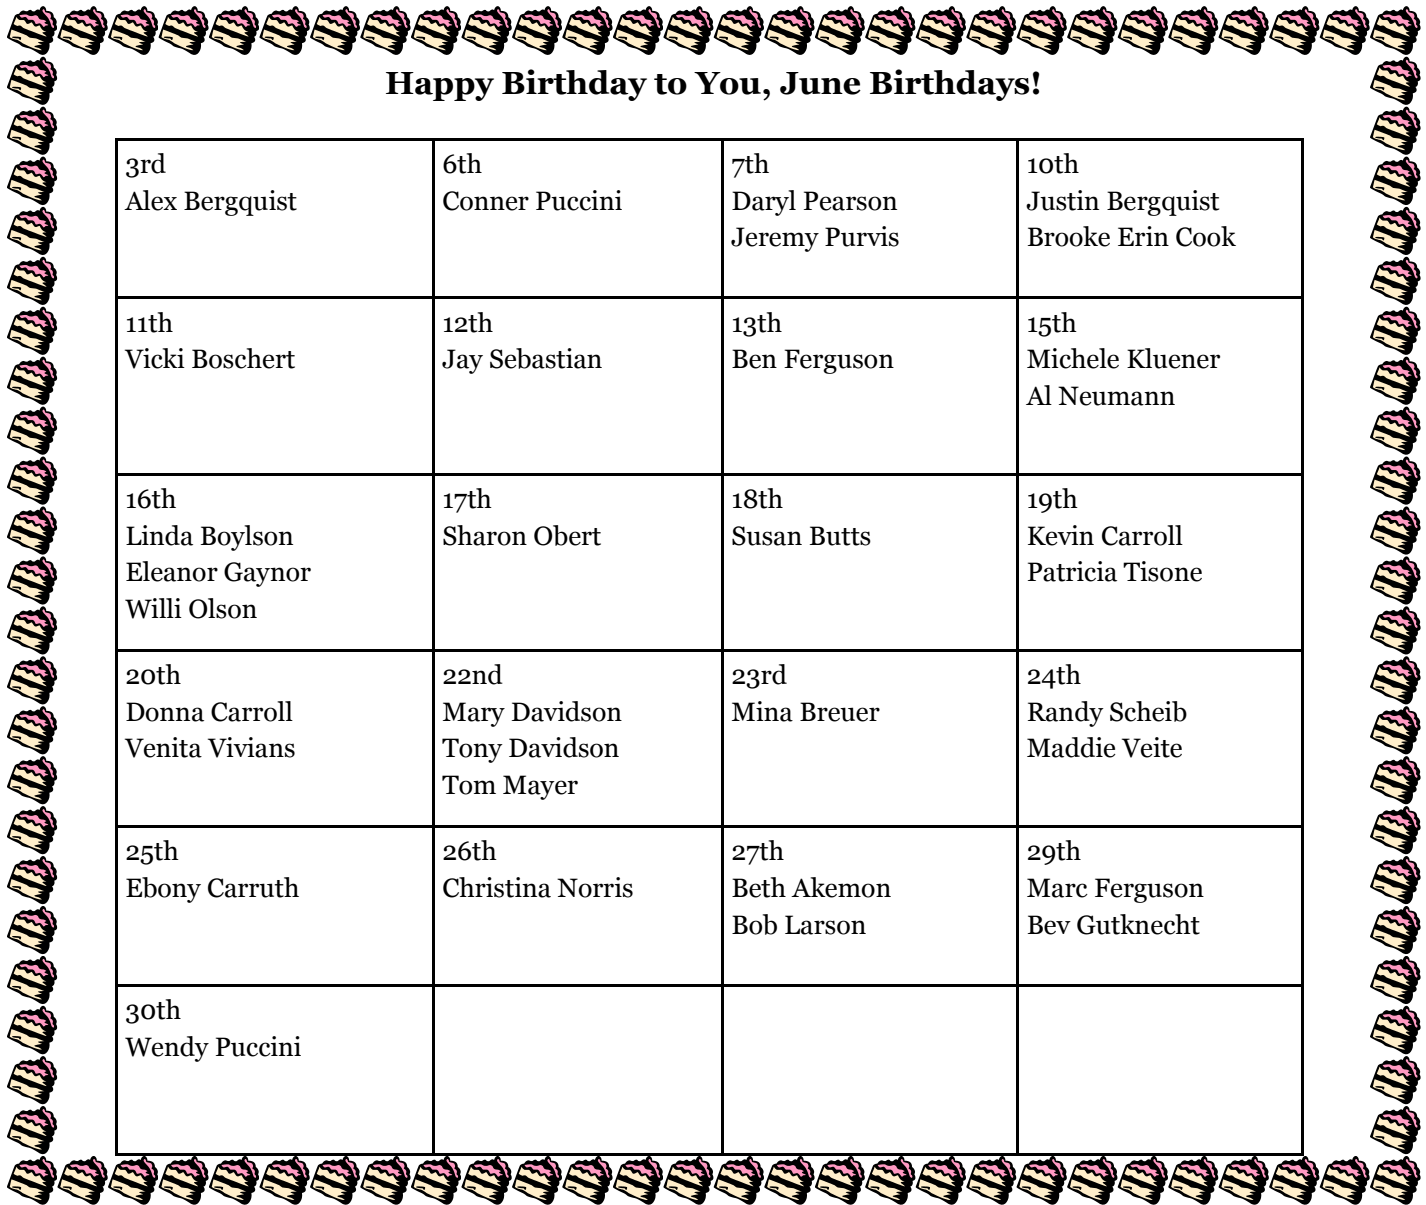 Happy Birthday to You, June Birthdays!
3rd
Alex Bergquist
6th
Conner Puccini
7th
Daryl Pearson
Jeremy Purvis
10th
Justin Bergquist
Brooke Erin Cook
11th
Vicki Boschert
12th
Jay Sebastian
13th
Ben Ferguson
15th
Michele Kluener
Al Neumann
16th
Linda Boylson
Eleanor Gaynor
Willi Olson
17th
Sharon Obert
18th
Susan Butts
19th
Kevin Carroll
Patricia Tisone
20th
Donna Carroll
Venita Vivians
22nd
Mary Davidson
Tony Davidson
Tom Mayer
23rd
Mina Breuer
24th
Randy Scheib
Maddie Veite
25th
Ebony Carruth
26th
Christina Norris
27th
Beth Akemon
Bob Larson
29th
Marc Ferguson
Bev Gutknecht
30th
Wendy Puccini